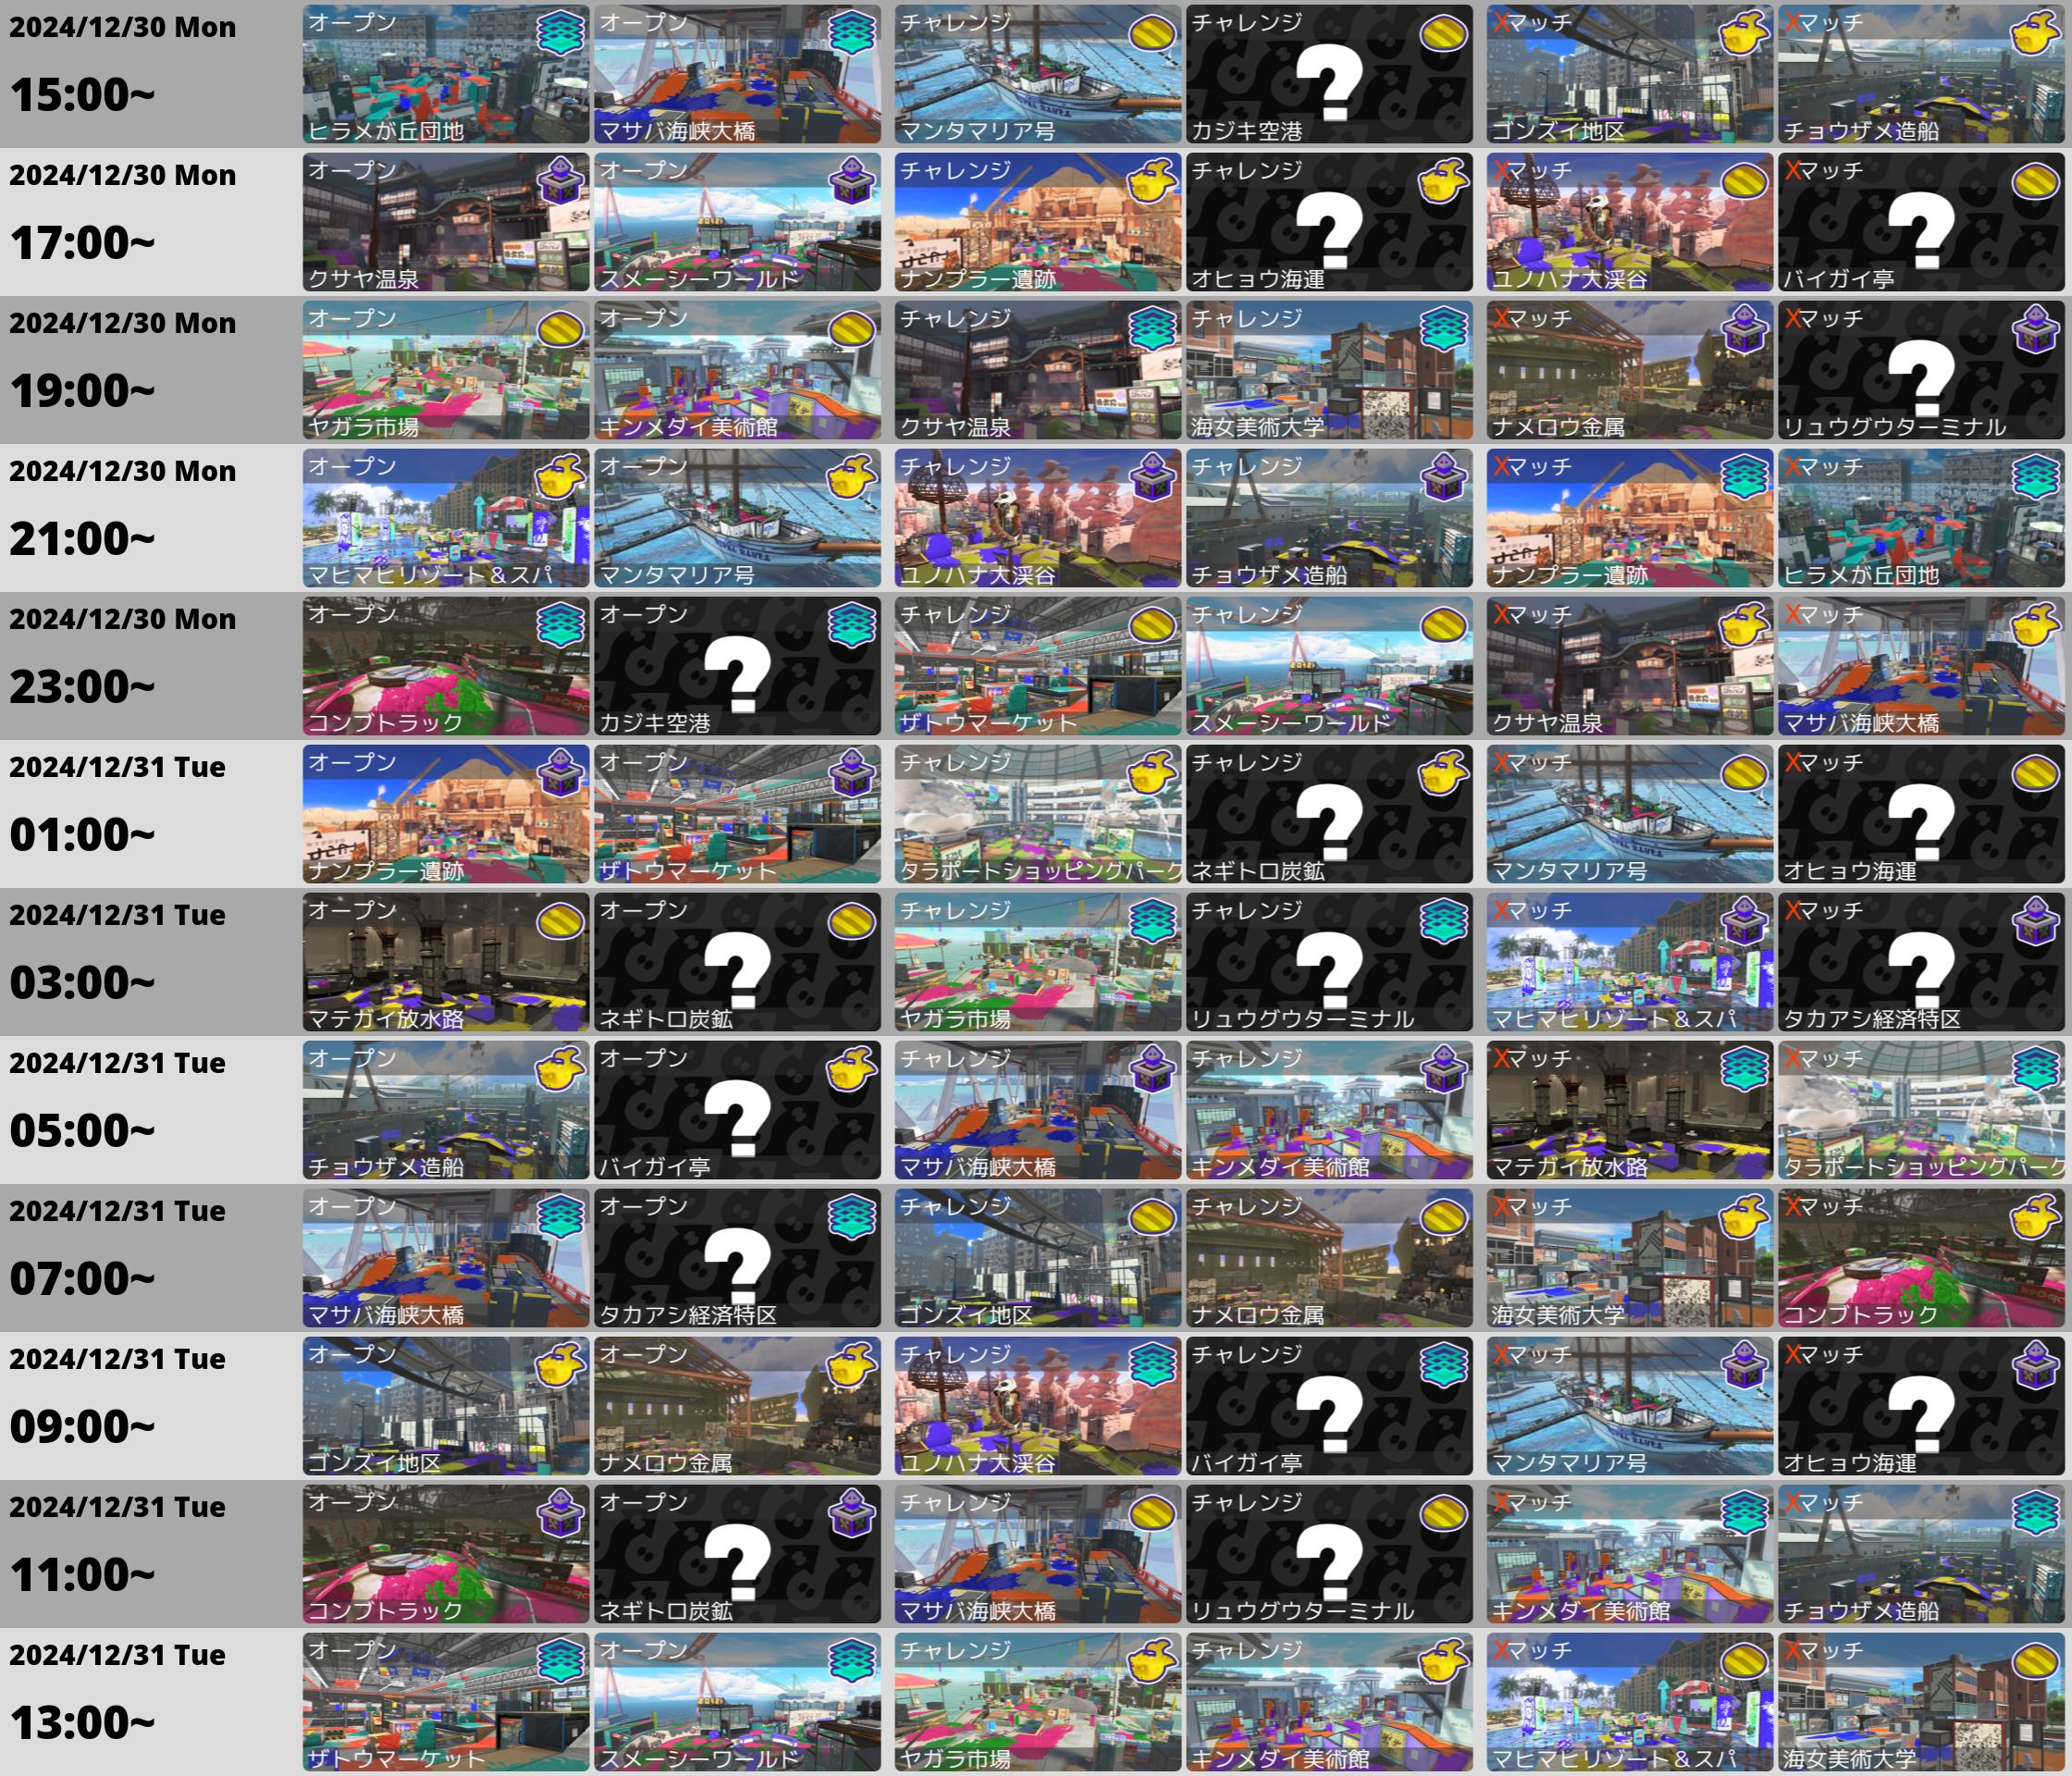 2024/12/30 Mon
15:00~
オープン
ヒラメが丘団地
オープン
マサバ海峡大橋
チャレンジ
マンタマリア号
チャレンジ
?
カジキ空港
Xマッチ
ゴンズイ地区
Xマッチ
チョウザメ造船
2024/12/30 Mon
17:00~
オープン
クサヤ温泉
オープン
スメーシーワールド
チャレンジ
ナンプラー遺跡
チャレンジ
?
オヒョウ海運
Xマッチ
ユノハナ大渓谷
Xマッチ
?
バイガイ亭
2024/12/30 Mon
19:00~
オープン
ヤガラ市場
オープン
キンメダイ美術館
チャレンジ
クサヤ温泉
チャレンジ
海女美術大学
Xマッチ
ナメロウ金属
Xマッチ
?
リュウグウターミナル
2024/12/30 Mon
21:00~
オープン
マヒマヒリゾート&スパ
オープン
マンタマリア号
チャレンジ
ユノハナ大渓谷
チャレンジ
チョウザメ造船
Xマッチ
ナンプラー遺跡
Xマッチ
ヒラメが丘団地
2024/12/30 Mon
23:00~
オープン
コンブトラック
オープン
?
カジキ空港
チャレンジ
ザトウマーケット
チャレンジ
スメーシーワールド
Xマッチ
クサヤ温泉
Xマッチ
マサバ海峡大橋
2024/12/31 Tue
01:00~
オープン
ナンプラー遺跡
オープン
ザトウマーケット
チャレンジ
タラポートショッピングパーク
チャレンジ
?
ネギトロ炭鉱
Xマッチ
マンタマリア号
Xマッチ
?
オヒョウ海運
2024/12/31 Tue
03:00~
オープン
マテガイ放水路
オープン
?
ネギトロ炭鉱
チャレンジ
ヤガラ市場
チャレンジ
?
リュウグウターミナル
Xマッチ
マヒマヒリゾート&スパ
Xマッチ
?
タカアシ経済特区
2024/12/31 Tue
05:00~
オープン
チョウザメ造船
オープン
?
バイガイ亭
チャレンジ
マサバ海峡大橋
チャレンジ
キンメダイ美術館
Xマッチ
マテガイ放水路
Xマッチ
タラポートショッピングパーク
2024/12/31 Tue
07:00~
オープン
マサバ海峡大橋
オープン
?
タカアシ経済特区
チャレンジ
ゴンズイ地区
チャレンジ
ナメロウ金属
Xマッチ
海女美術大学
Xマッチ
コンブトラック
2024/12/31 Tue
09:00~
オープン
ゴンズイ地区
オープン
ナメロウ金属
チャレンジ
ユノハナ大渓谷
チャレンジ
?
バイガイ亭
Xマッチ
マンタマリア号
Xマッチ
?
オヒョウ海運
2024/12/31 Tue
11:00~
オープン
コンブトラック
オープン
?
ネギトロ炭鉱
チャレンジ
マサバ海峡大橋
チャレンジ
?
リュウグウターミナル
Xマッチ
キンメダイ美術館
Xマッチ
チョウザメ造船
2024/12/31 Tue
13:00~
オープン
ザトウマーケット
オープン
スメーシーワールド
チャレンジ
ヤガラ市場
チャレンジ
キンメダイ美術館
Xマッチ
マヒマヒリゾート&スパ
Xマッチ
海女美術大学